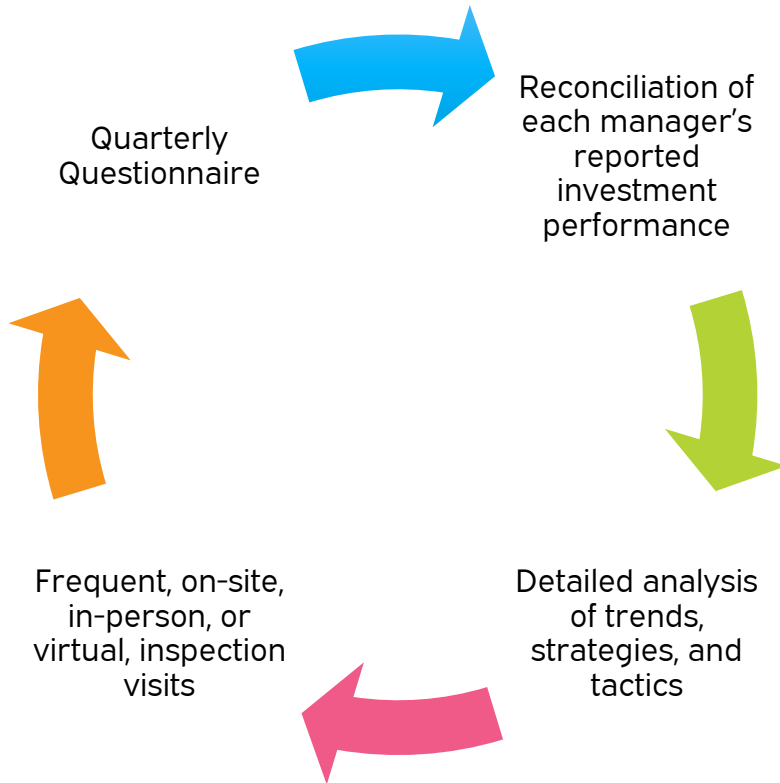 Quarterly
Questionnaire
Reconciliation of
each manager’s
reported
investment
performance
Detailed analysis
of trends,
strategies, and
tactics
Frequent, on-site,
in-person, or
virtual, inspection
visits